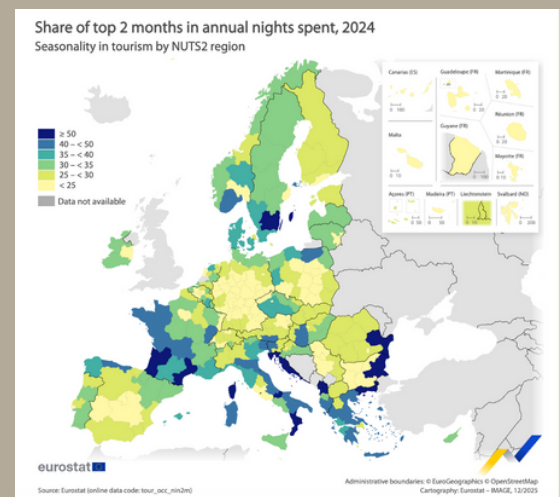 Share of top 2 months in annual nights spent, 2024
Seasonality in tourism by NUTS2 region
≥ 50
40 – < 50
35 – < 40
30 – < 35
25 – < 30
< 25
Data not available
Canarias (ES)
Guadeloupe (FR)
Martinique (FR)
Guyane (FR)
Réunion (FR)
Malta
Mayotte (FR)
Açores (PT)
Madeira (PT)
Liechtenstein
Svalbard (NO)
eurostat
Administrative boundaries: © EuroGeographics © OpenStreetMap
Cartography: Eurostat – IMAGE, 12/2025
Source: Eurostat (online data code: tour_occ_nin2m)